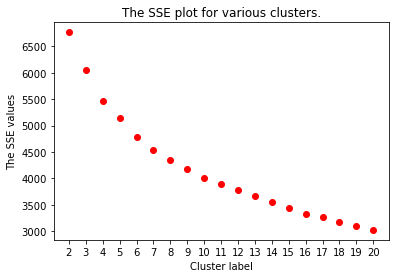 The SSE plot for various clusters.
The SSE values
6500
6000
5500
5000
4500
4000
3500
3000
2 3 4 5 6 7 8 9 10 11 12 13 14 15 16 17 18 19 20
Cluster label